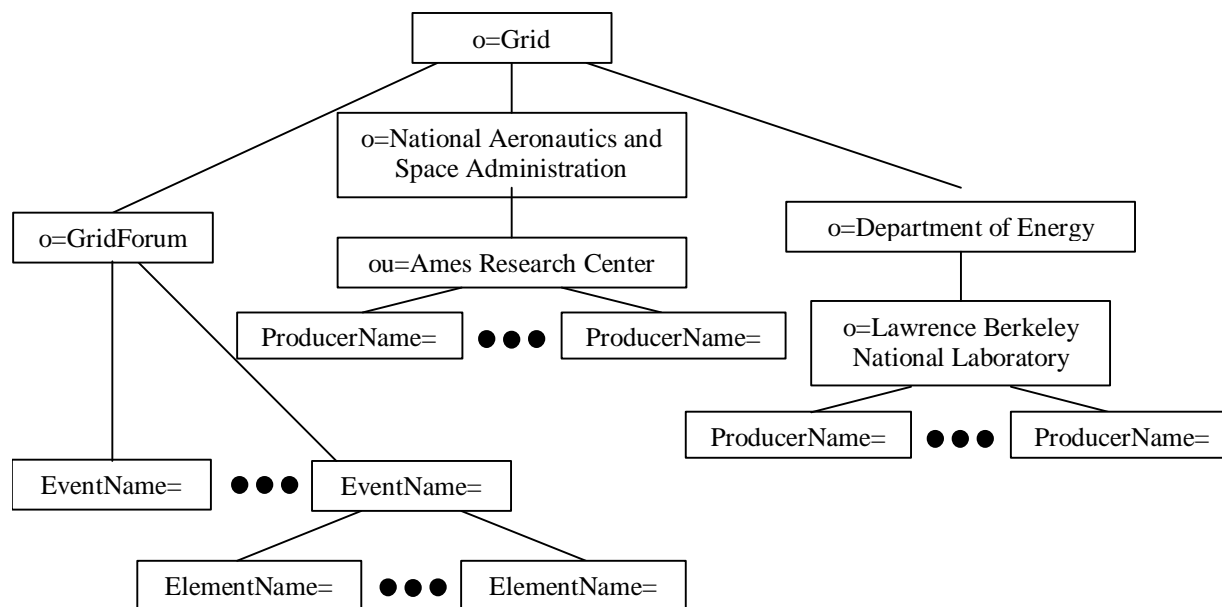 o=Grid
o=National Aeronautics and
Space Administration
o=GridForum
o=Department of Energy
ou=Ames Research Center
ProducerName=
ProducerName=
o=Lawrence Berkeley
National Laboratory
ProducerName=
ProducerName=
EventName=
EventName=
ElementName=
ElementName=